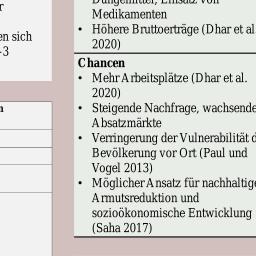 r
en sich
-3
n
Düngemittel, Einsatz von
Medikamenten
• Höhere Bruttoerträge (Dhar et al.
2020)
Chancen
• Mehr Arbeitsplätze (Dhar et al.
2020)
• Steigende Nachfrage, wachsende
Absatzmärkte
• Verringerung der Vulnerabilität d
Bevölkerung vor Ort (Paul und
Vogel 2013)
• Möglicher Ansatz für nachhaltige
Armutsreduktion und
sozioökonomische Entwicklung
(Saha 2017)